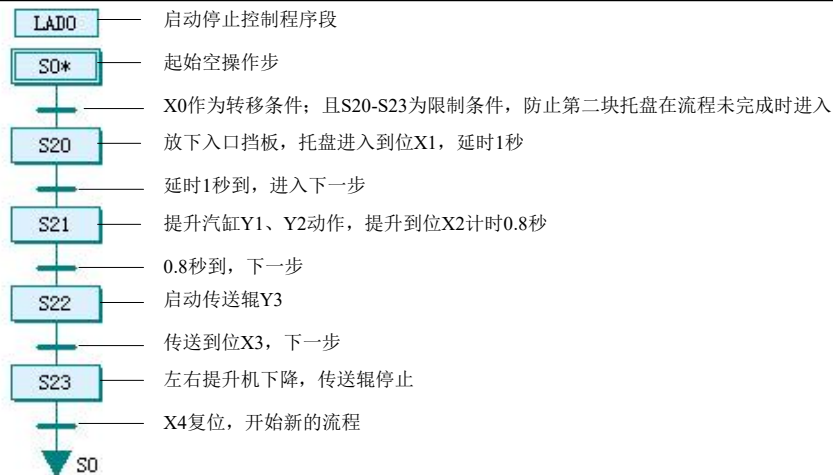 LAD0 启动停止控制程序段
S0* 起始空操作步
X0作为转移条件；且S20-S23为限制条件，防止第二块托盘在流程未完成时进入
S20 放下入口挡板，托盘进入到位X1，延时1秒
延时1秒到，进入下一步
S21 提升汽缸Y1、Y2动作，提升到位X2计时0.8秒
0.8秒到，下一步
S22 启动传送辊Y3
传送到位X3，下一步
S23 左右提升机下降，传送辊停止
X4复位，开始新的流程
S0